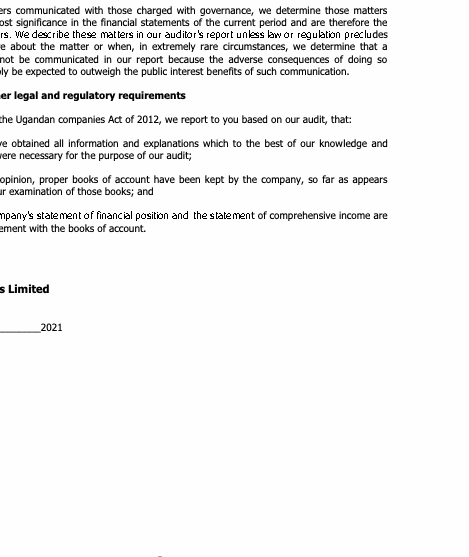 ers communicated with those charged with governance, we determine those matters
ost significance in the financial statements of the current period and are therefore the
rs. We describe these matters in our auditor's report unless law or regulation precludes
e about the matter or when, in extremely rare circumstances, we determine that a
not be communicated in our report because the adverse consequences of doing so
ly be expected to outweigh the public interest benefits of such communication.
er legal and regulatory requirements
the Ugandan companies Act of 2012, we report to you based on our audit, that:
ve obtained all information and explanations which to the best of our knowledge and
were necessary for the purpose of our audit;
opinion, proper books of account have been kept by the company, so far as appears
ur examination of those books; and
mpany's statement of financial position and the statement of comprehensive income are
ement with the books of account.
s Limited
________2021